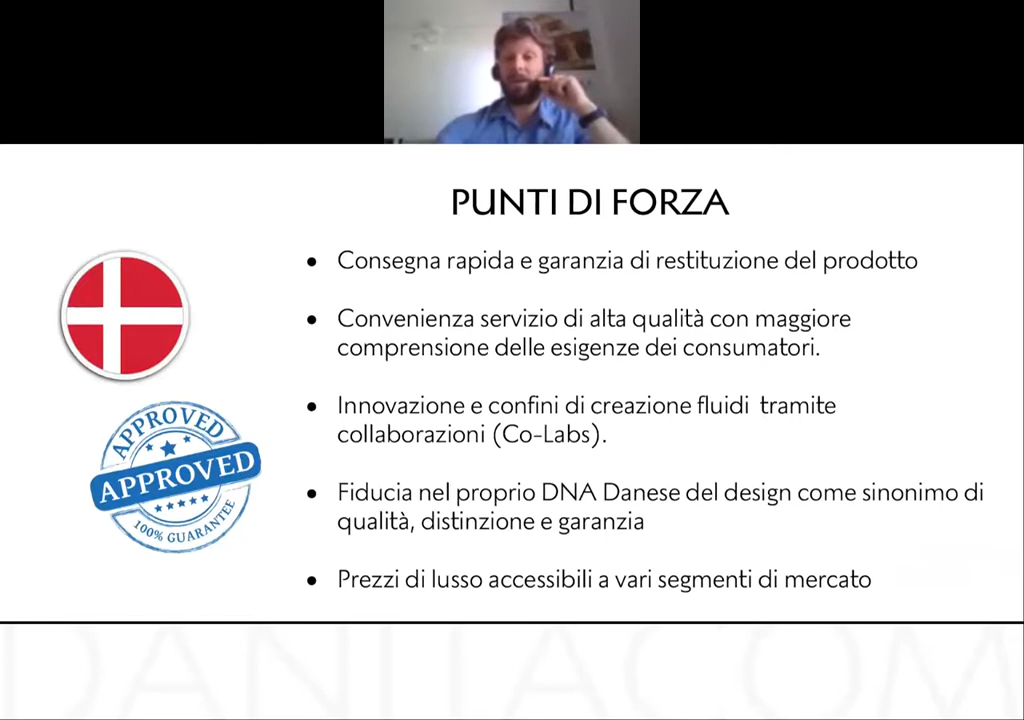 PUNTI DI FORZA
• Consegna rapida e garanzia di restituzione del prodotto
• Convenienza servizio di alta qualità con maggiore
comprensione delle esigenze dei consumatori.
• Innovazione e confini di creazione fluidi  tramite
collaborazioni (Co-Labs).
• Fiducia nel proprio DNA Danese del design come sinonimo di
qualità, distinzione e garanzia
• Prezzi di lusso accessibili a vari segmenti di mercato
APPROVED
APPROVED
100% GUARANTEE
DANITACOM